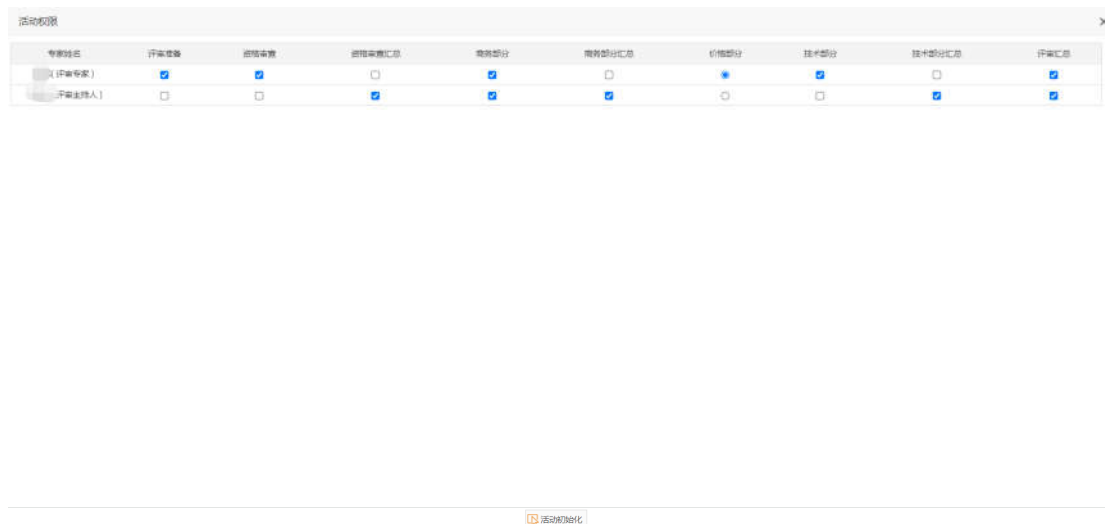 活动权限
专家姓名 评审准备 资格审查 资格审查汇总 商务部分 商务部分汇总 价格部分 技术部分 技术部分汇总 评审汇总
(评审专家)
评审主持人]
活动初始化